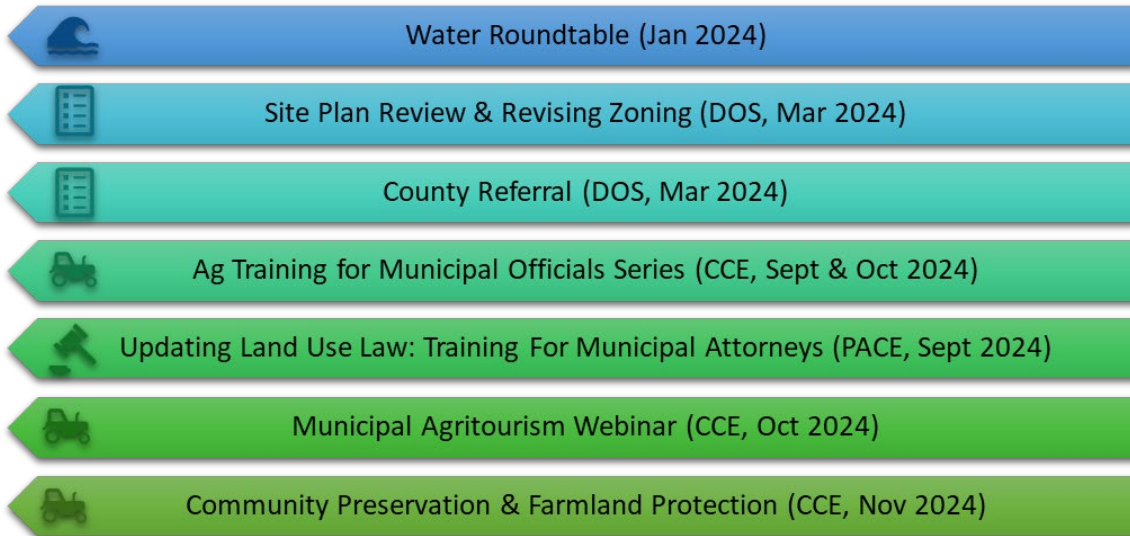 Water Roundtable (Jan 2024)
Site Plan Review & Revising Zoning (DOS, Mar 2024)
County Referral (DOS, Mar 2024)
Ag Training for Municipal Officials Series (CCE, Sept & Oct 2024)
Updating Land Use Law: Training For Municipal Attorneys (PACE, Sept 2024)
Municipal Agritourism Webinar (CCE, Oct 2024)
Community Preservation & Farmland Protection (CCE, Nov 2024)